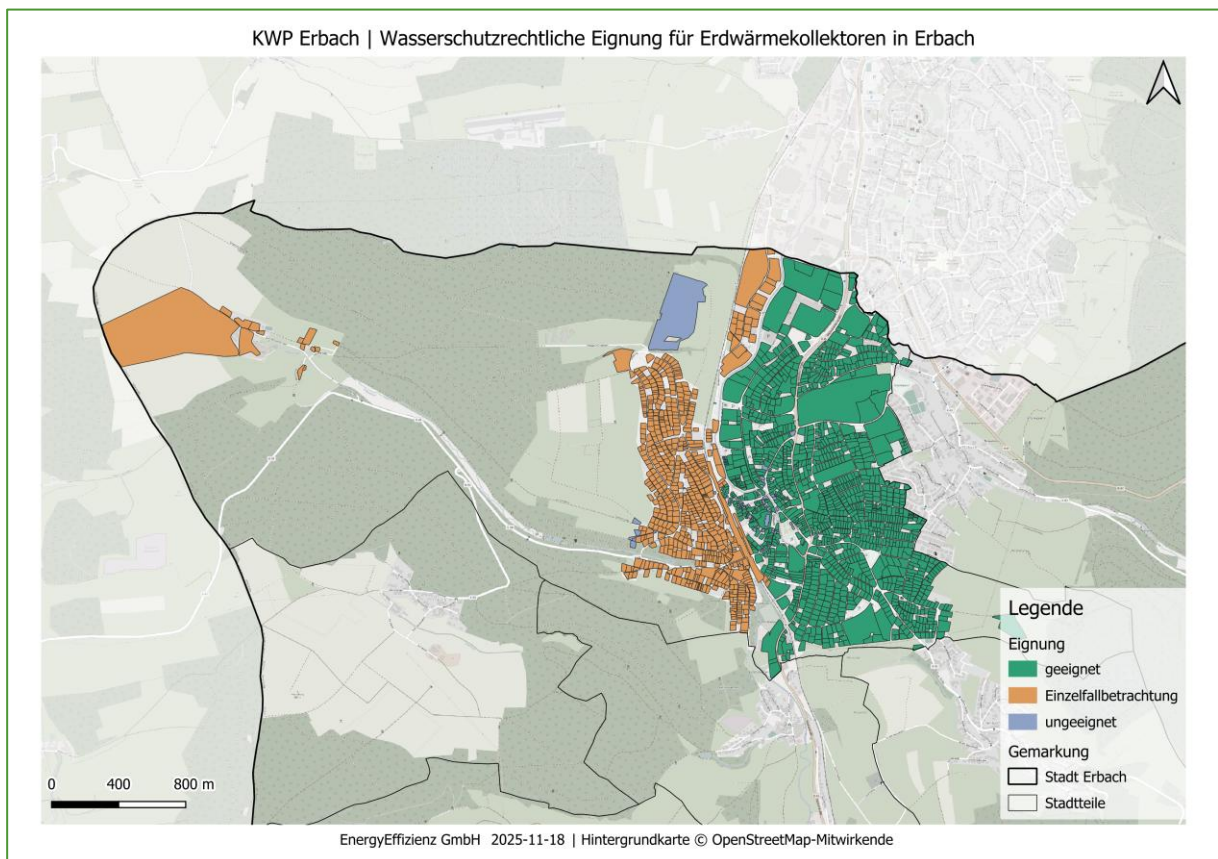 KWP Erbach | Wasserschutzrechtliche Eignung für Erdwärmekollektoren in Erbach
Legende
Eignung
geeignet
Einzelfallbetrachtung
ungeeignet
Gemarkung
Stadt Erbach
Stadtteile
0 400 800 m
EnergyEffizienz GmbH 2025-11-18 | Hintergrundkarte © OpenStreetMap-Mitwirkende